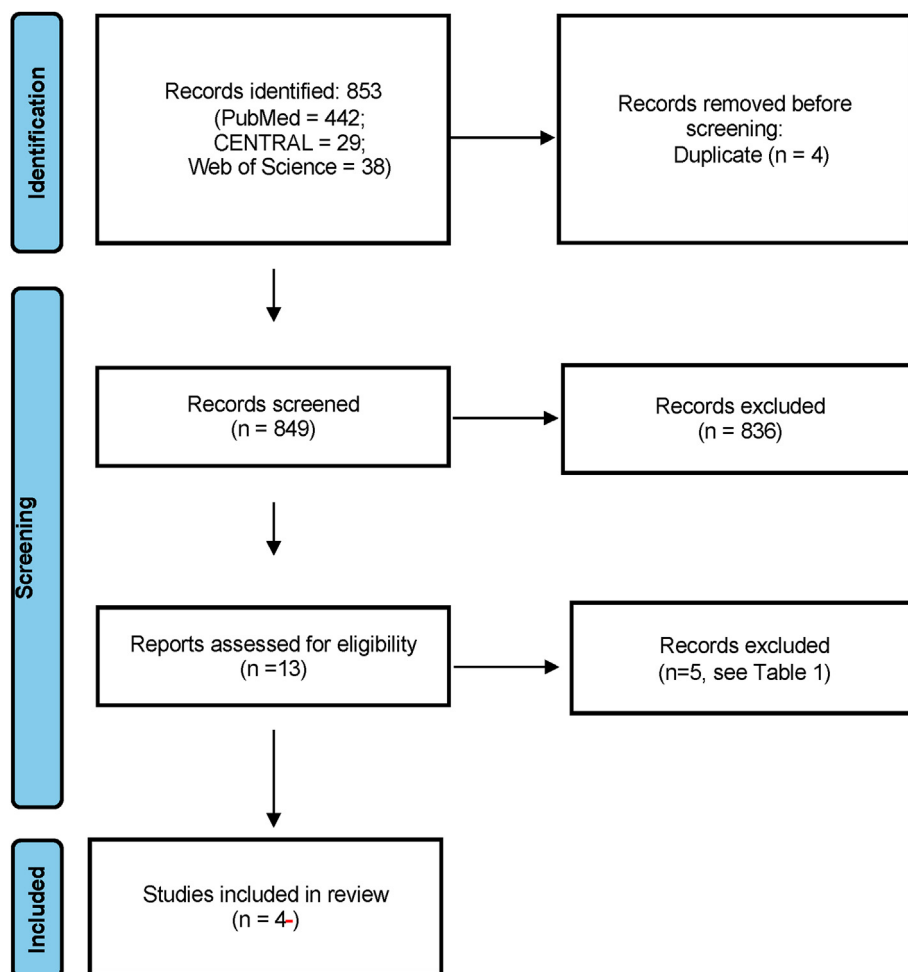 Identification
Records identified: 853
(PubMed = 442;
CENTRAL = 29;
Web of Science = 38)
Records removed before
screening:
Duplicate (n = 4)
Screening
Records screened
(n = 849)
Records excluded
(n = 836)
Reports assessed for eligibility
(n =13)
Records excluded
(n=5, see Table 1)
Included
Studies included in review
(n = 4-)